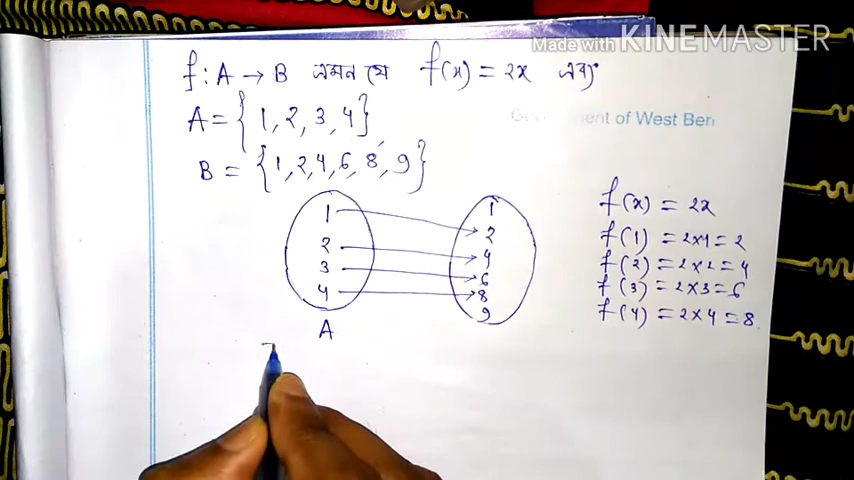 Made with KINEMASTER
f : A → B এমন যে f(x) = 2x এবং
Government of West Ben
A = {1, 2, 3, 4}
B = {1, 2, 4, 6, 8, 9}
1
2
3
4
A
1
2
4
6
8
9
f(x) = 2x
f(1) = 2×1 = 2
f(2) = 2×2 = 4
f(3) = 2×3 = 6
f(4) = 2×4 = 8